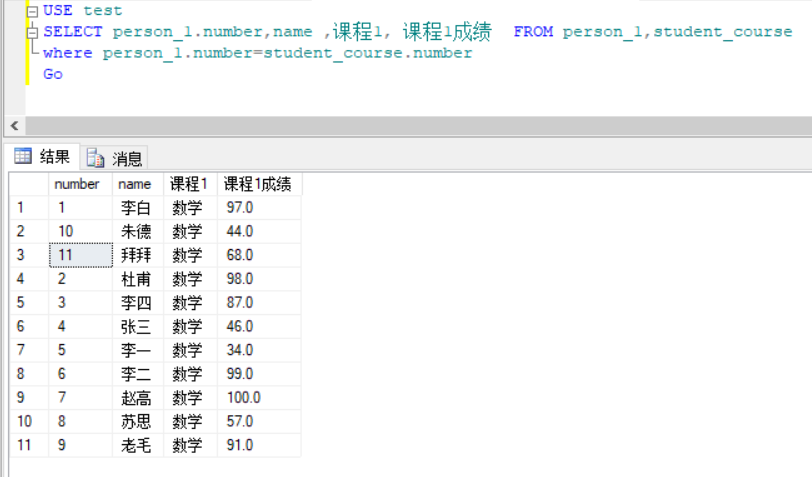 USE test
SELECT person_1.number,name ,课程1, 课程1成绩 FROM person_1,student_course
where person_1.number=student_course.number
Go
结果 消息
number name 课程1 课程1成绩
1 1 李白 数学 97.0
2 10 朱德 数学 44.0
3 11 拜拜 数学 68.0
4 2 杜甫 数学 98.0
5 3 李四 数学 87.0
6 4 张三 数学 46.0
7 5 李一 数学 34.0
8 6 李二 数学 99.0
9 7 赵高 数学 100.0
10 8 苏思 数学 57.0
11 9 老毛 数学 91.0